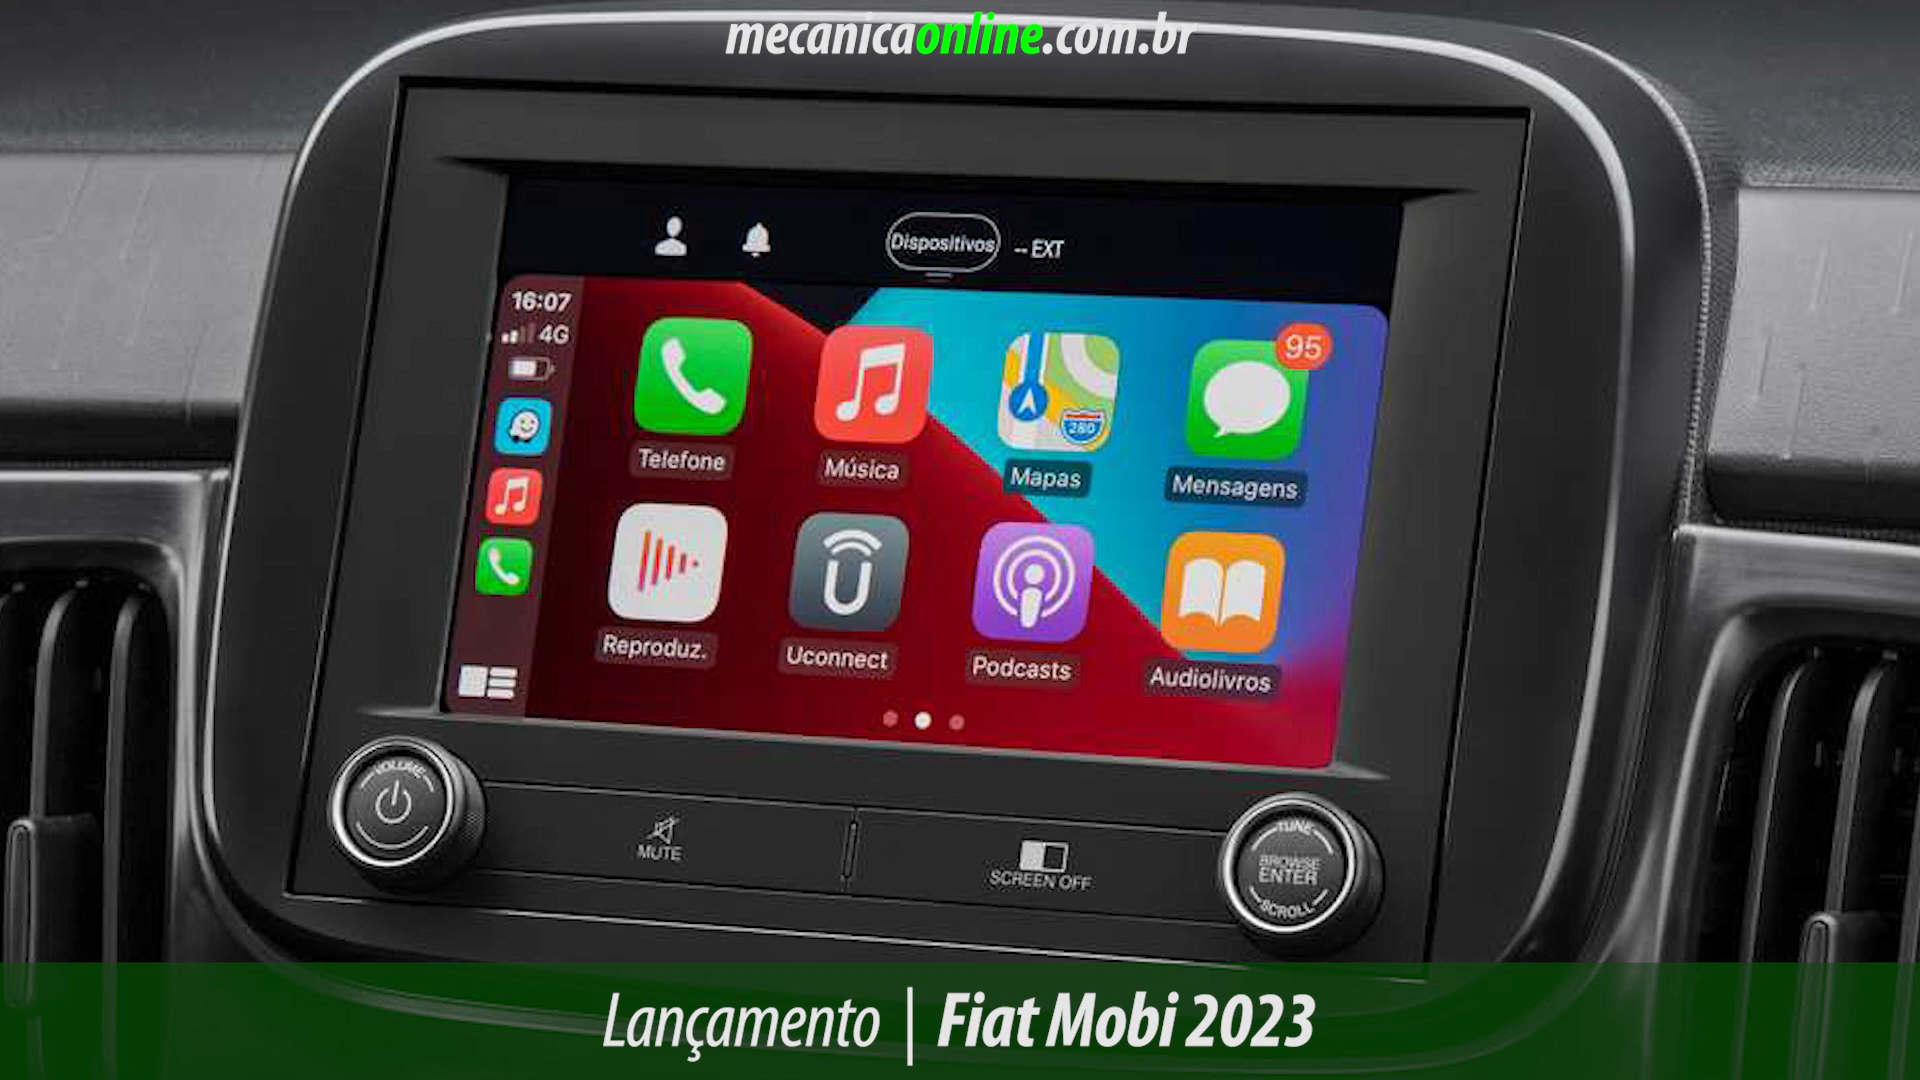 mecanicaonline.com.br
Dispositivos
-- EXT
16:07
4G
Telefone
Música
280
Mapas
95
Mensagens
Reproduz.
Uconnect
Podcasts
Audiolivros
VOLUME
MUTE
SCREEN OFF
TUNE
BROWSE
ENTER
SCROLL
Lançamento | Fiat Mobi 2023